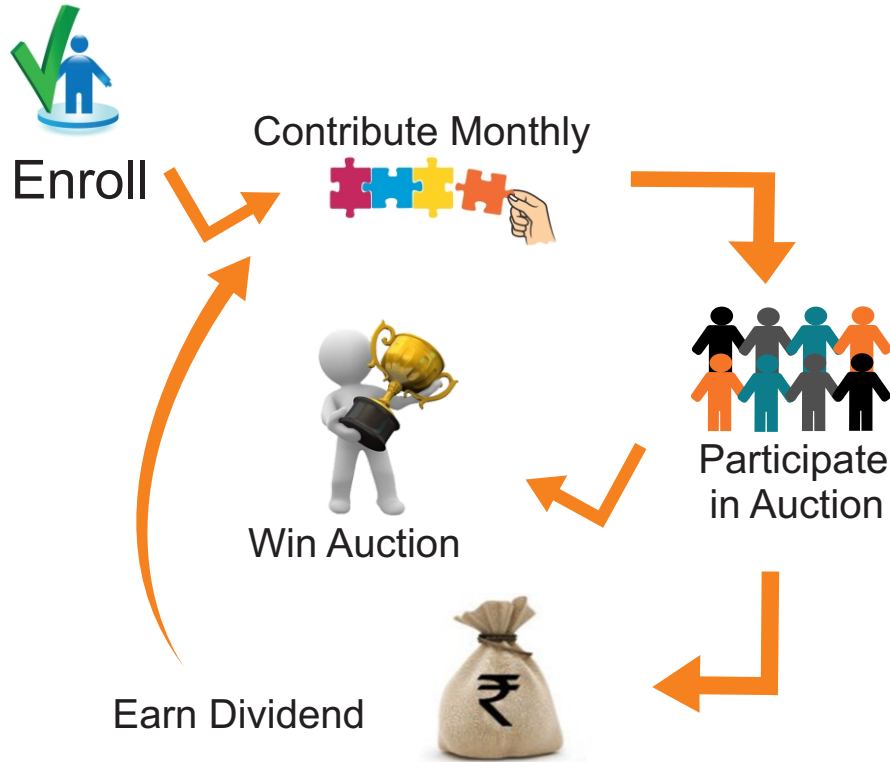 Enroll
Contribute Monthly
Participate
in Auction
Win Auction
Earn Dividend
₹